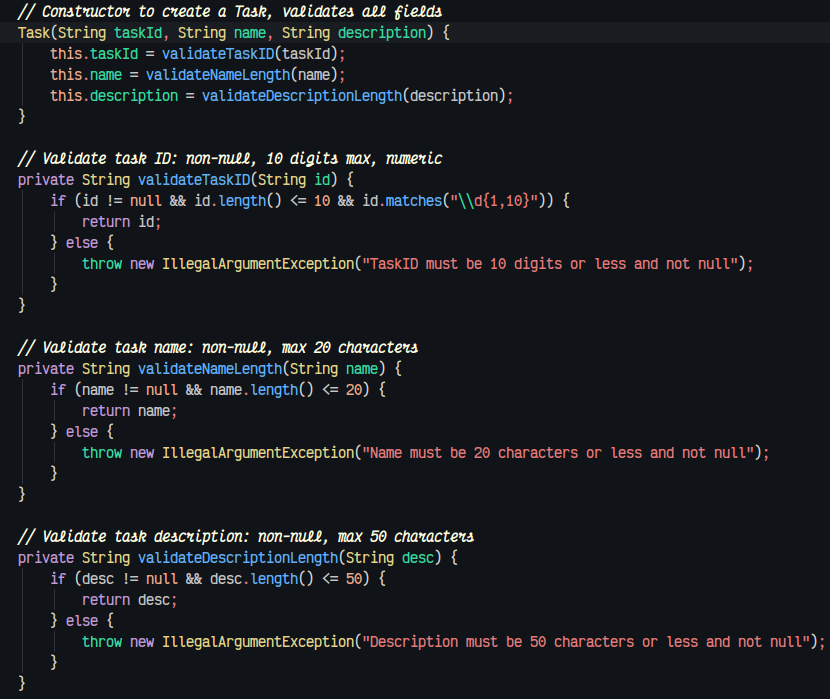 // Constructor to create a Task, validates all fields
Task(String taskId, String name, String description) {
    this.taskId = validateTaskID(taskId);
    this.name = validateNameLength(name);
    this.description = validateDescriptionLength(description);
}

// Validate task ID: non-null, 10 digits max, numeric
private String validateTaskID(String id) {
    if (id != null && id.length() <= 10 && id.matches("\\d{1,10}")) {
        return id;
    } else {
        throw new IllegalArgumentException("TaskID must be 10 digits or less and not null");
    }
}

// Validate task name: non-null, max 20 characters
private String validateNameLength(String name) {
    if (name != null && name.length() <= 20) {
        return name;
    } else {
        throw new IllegalArgumentException("Name must be 20 characters or less and not null");
    }
}

// Validate task description: non-null, max 50 characters
private String validateDescriptionLength(String desc) {
    if (desc != null && desc.length() <= 50) {
        return desc;
    } else {
        throw new IllegalArgumentException("Description must be 50 characters or less and not null");
    }
}